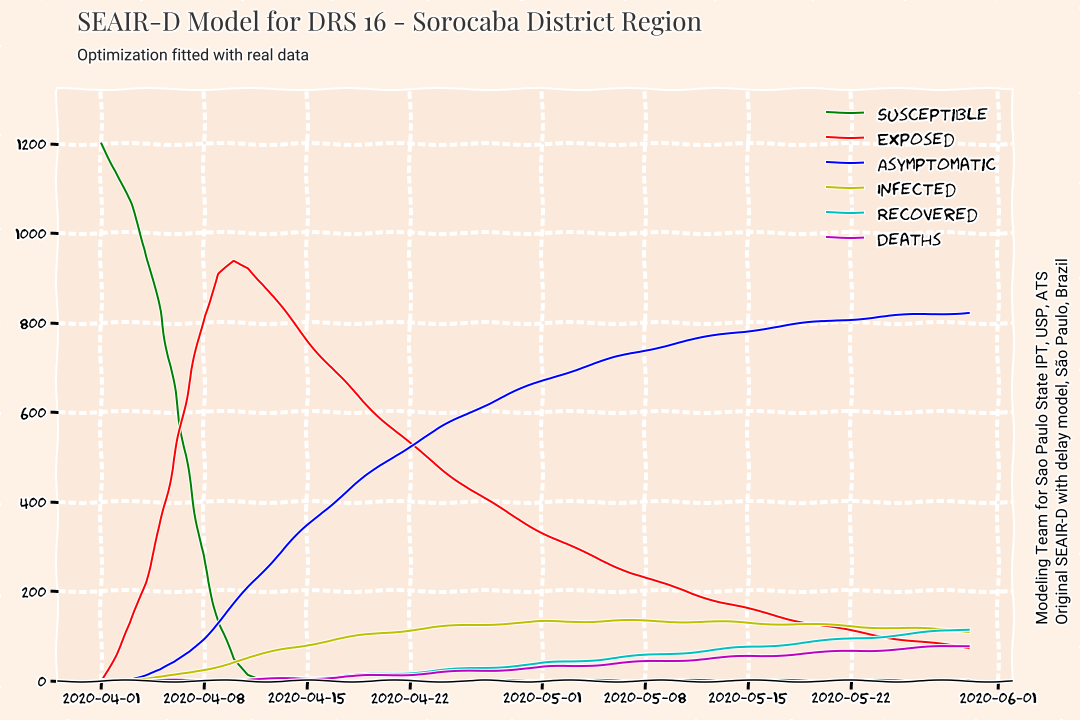 SEAIR-D Model for DRS 16 - Sorocaba District Region
Optimization fitted with real data
SUSCEPTIBLE
EXPOSED
ASYMPTOMATIC
INFECTED
RECOVERED
DEATHS
1200
1000
800
600
400
200
0
2020-04-01
2020-04-08
2020-04-15
2020-04-22
2020-05-01
2020-05-08
2020-05-15
2020-05-22
2020-06-01
Modeling Team for Sao Paulo State IPT, USP, ATS
Original SEAIR-D with delay model, São Paulo, Brazil